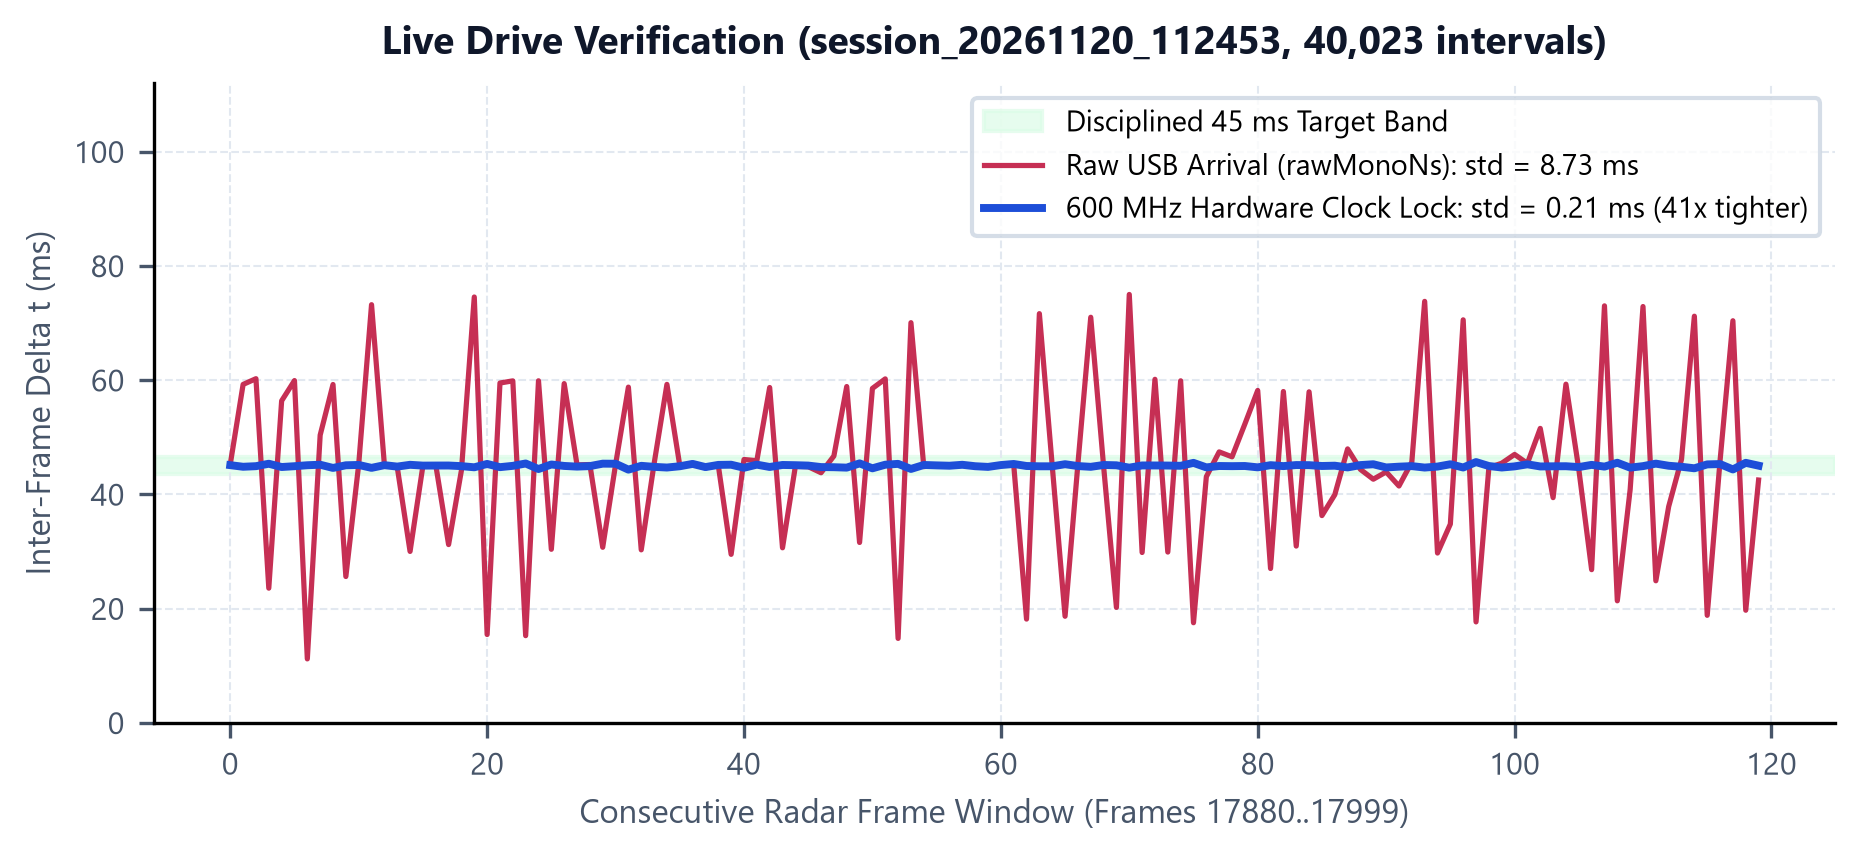 Live Drive Verification (session_20261120_112453, 40,023 intervals)
Disciplined 45 ms Target Band
Raw USB Arrival (rawMonoNs): std = 8.73 ms
600 MHz Hardware Clock Lock: std = 0.21 ms (41x tighter)
Inter-Frame Delta t (ms)
100
80
60
40
20
0
0 20 40 60 80 100 120
Consecutive Radar Frame Window (Frames 17880..17999)